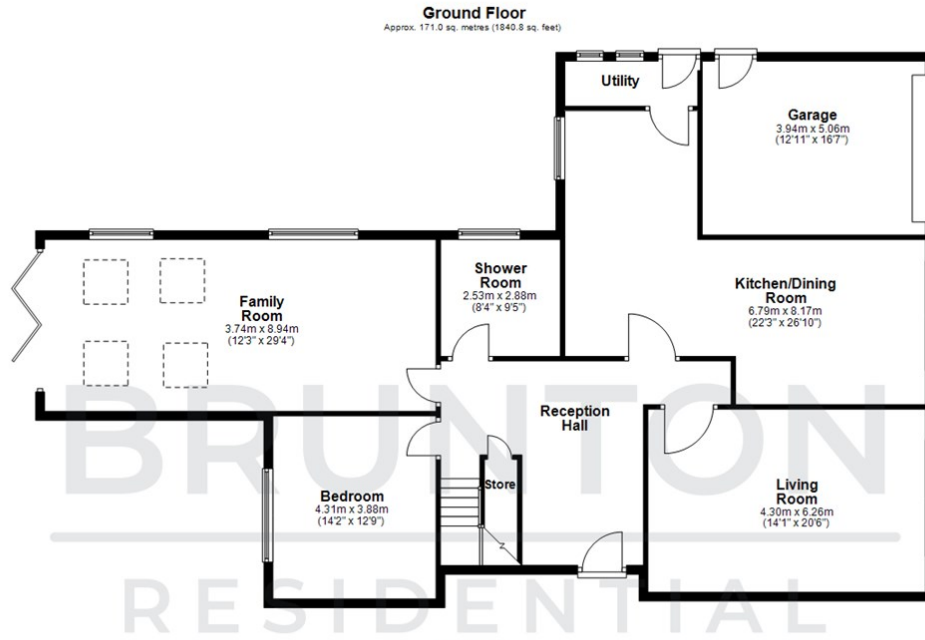 Ground Floor
Approx. 171.0 sq. metres (1840.8 sq. feet)
Utility
Garage
3.94m x 5.06m
(12'11" x 16'7")
Shower
Room
2.53m x 2.88m
(8'4" x 9'5")
Kitchen/Dining
Room
6.79m x 8.17m
(22'3" x 26'10")
Family
Room
3.74m x 8.94m
(12'3" x 29'4")
Reception
Hall
Store
Bedroom
4.31m x 3.88m
(14'2" x 12'9")
Living
Room
4.30m x 6.26m
(14'1" x 20'6")
BRUNTON
RESIDENTIAL